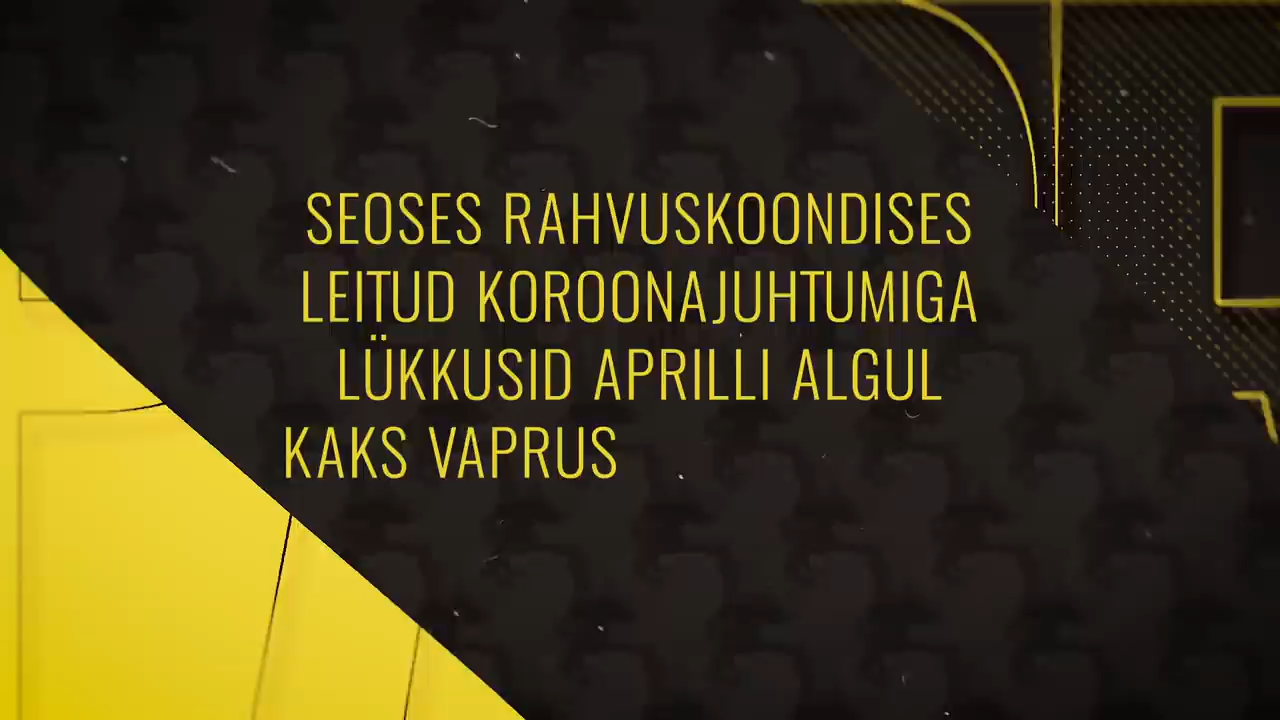 SEOSES RAHVUSKOONDISES
LEITUD KOROONAJUHTUMIGA
LÜKKUSID APRILLI ALGUL
KAKS VAPRUS